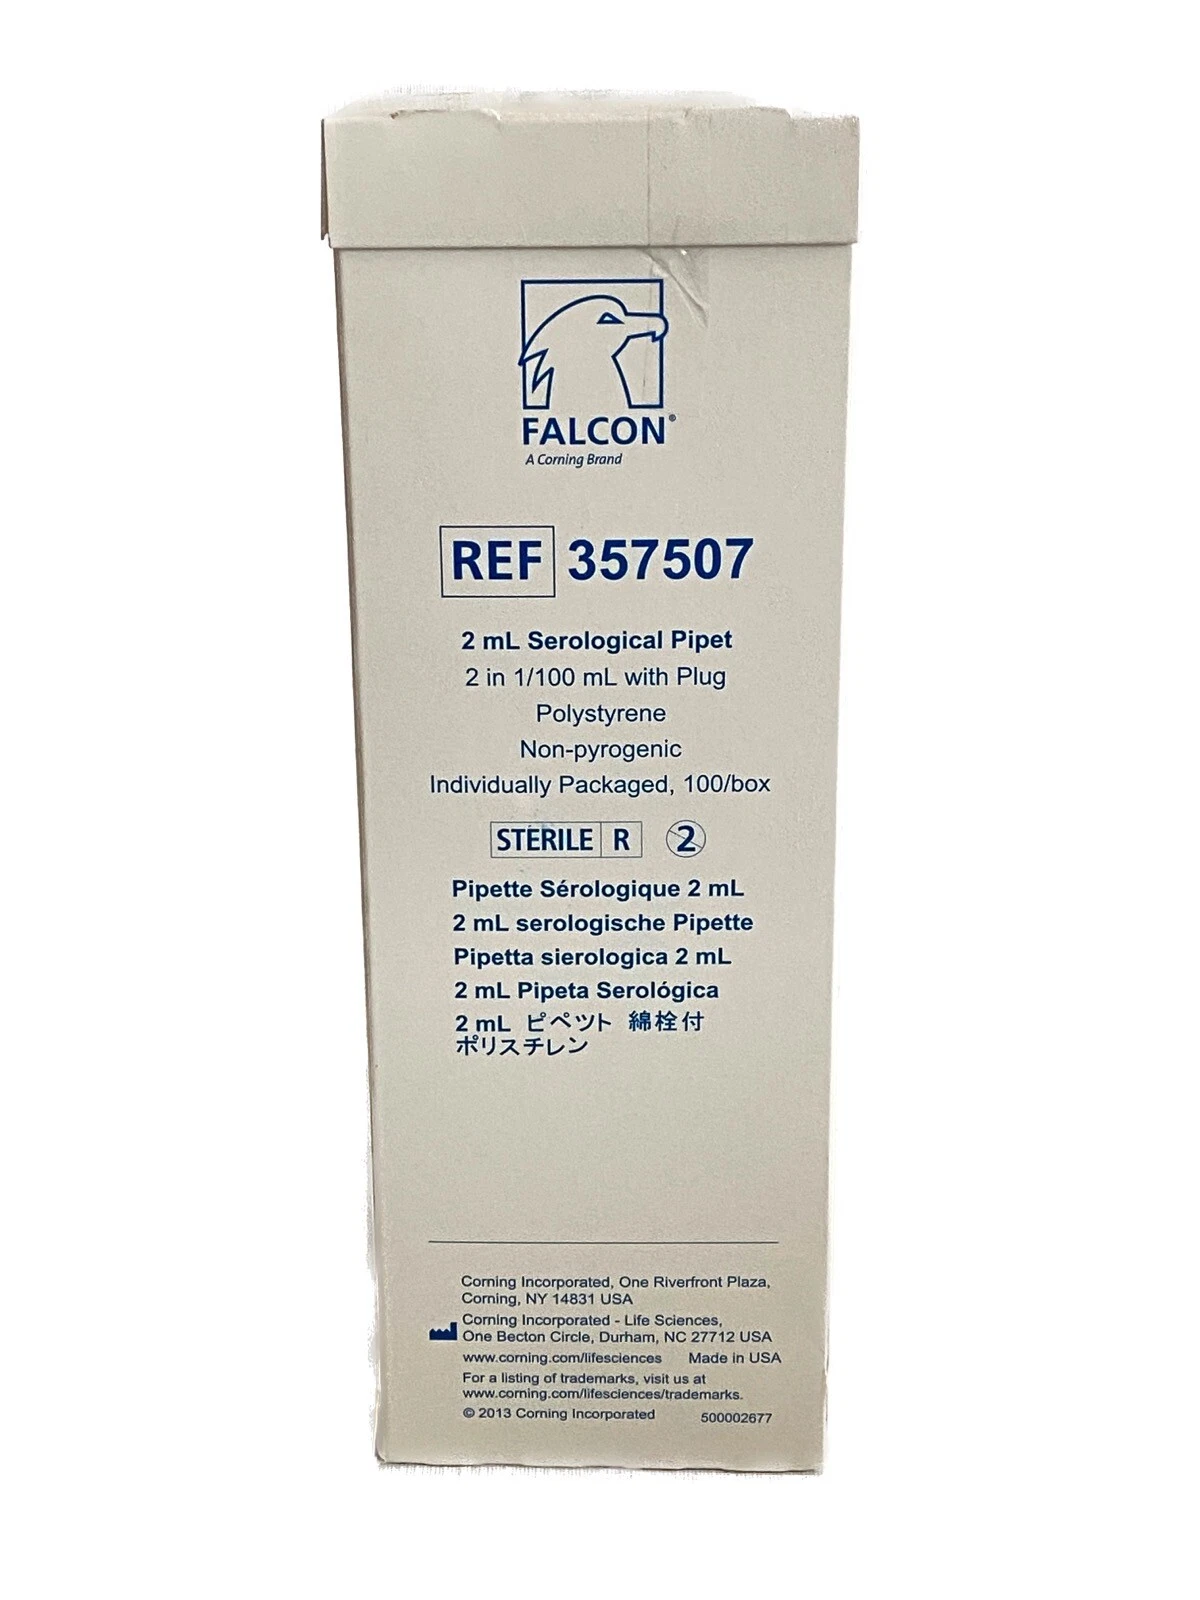 FALCON®
A Corning Brand
REF 357507
2 mL Serological Pipet
2 in 1/100 mL with Plug
Polystyrene
Non-pyrogenic
Individually Packaged, 100/box
STERILE R 2
Pipette Sérologique 2 mL
2 mL serologische Pipette
Pipetta sierologica 2 mL
2 mL Pipeta Serológica
2 mL ピペット 綿栓付
ポリスチレン
Corning Incorporated, One Riverfront Plaza,
Corning, NY 14831 USA
Corning Incorporated - Life Sciences,
One Becton Circle, Durham, NC 27712 USA
www.corning.com/lifesciences Made in USA
For a listing of trademarks, visit us at
www.corning.com/lifesciences/trademarks.
© 2013 Corning Incorporated 500002677